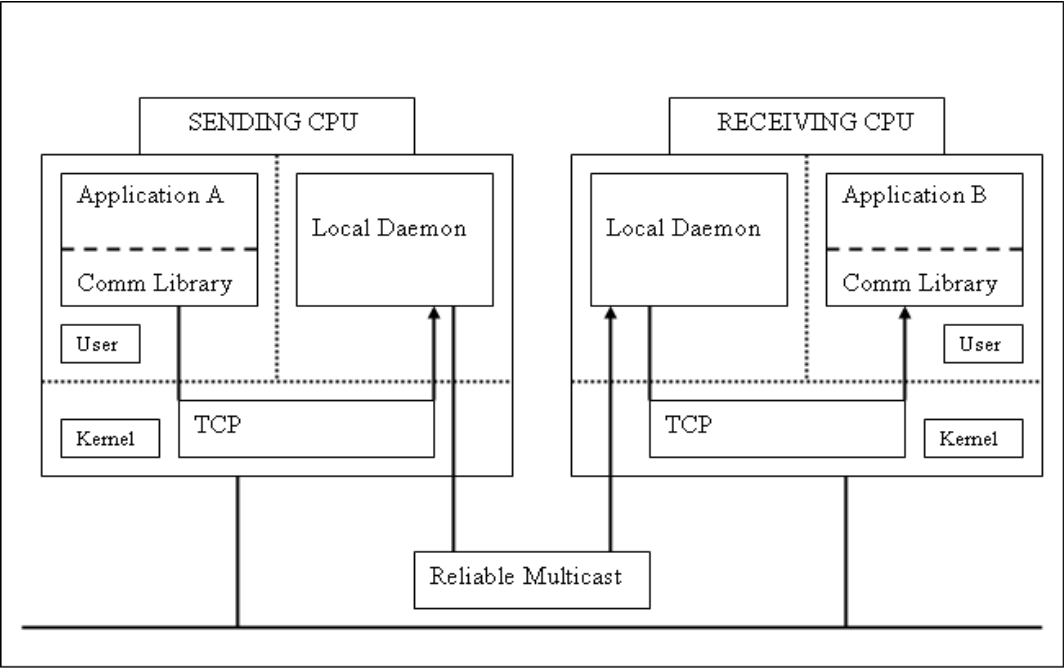 SENDING CPU
RECEIVING CPU
Application A
Comm Library
Local Daemon
User
Kernel
TCP
Local Daemon
Application B
Comm Library
User
TCP
Kernel
Reliable Multicast